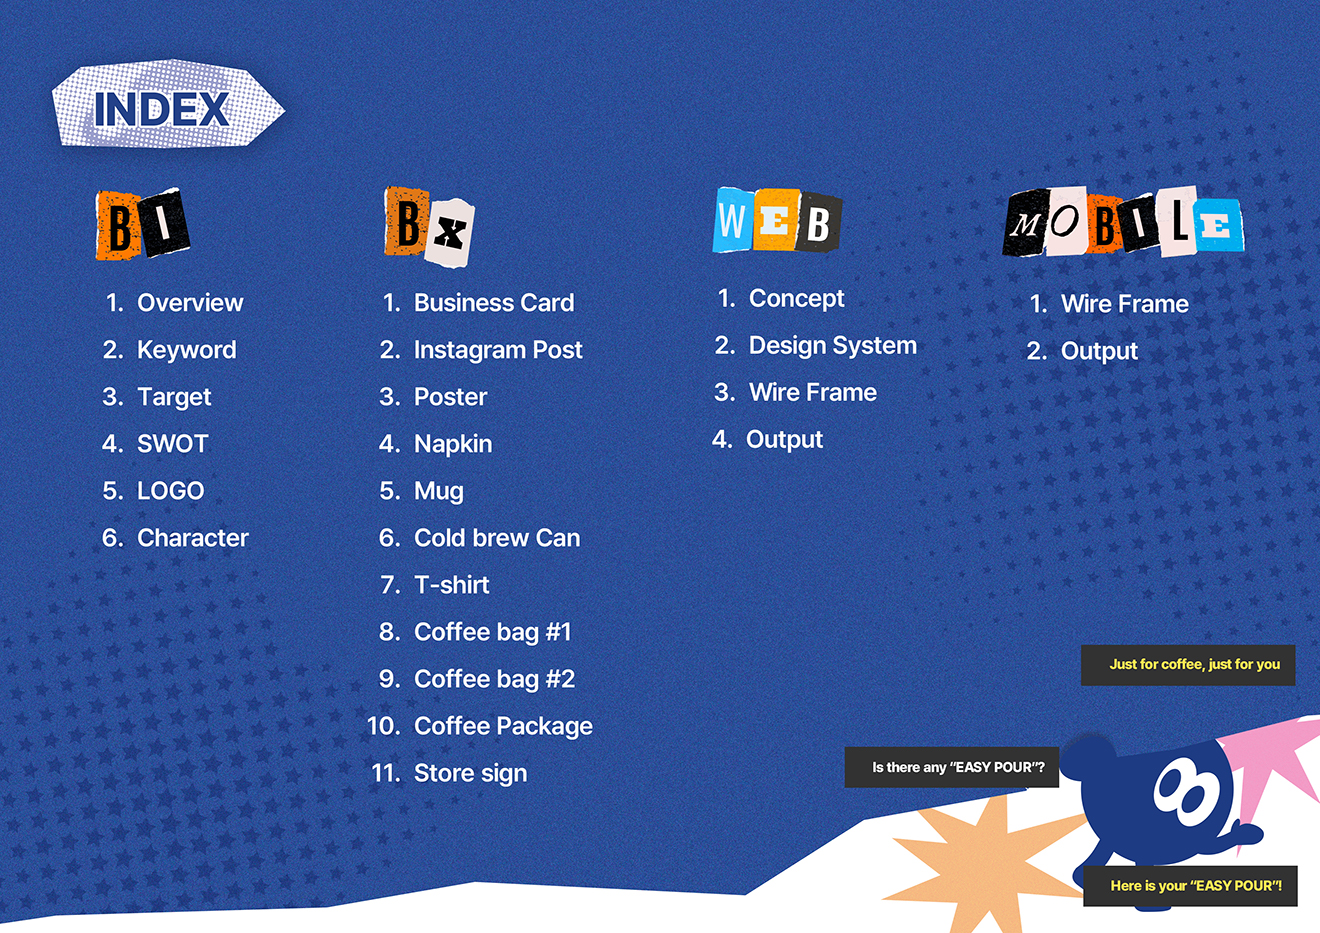 INDEX
BI
1. Overview
2. Keyword
3. Target
4. SWOT
5. LOGO
6. Character
Bx
1. Business Card
2. Instagram Post
3. Poster
4. Napkin
5. Mug
6. Cold brew Can
7. T-shirt
8. Coffee bag #1
9. Coffee bag #2
10. Coffee Package
11. Store sign
WEB
1. Concept
2. Design System
3. Wire Frame
4. Output
MOBILE
1. Wire Frame
2. Output
Just for coffee, just for you
Is there any “EASY POUR”?
Here is your “EASY POUR”!